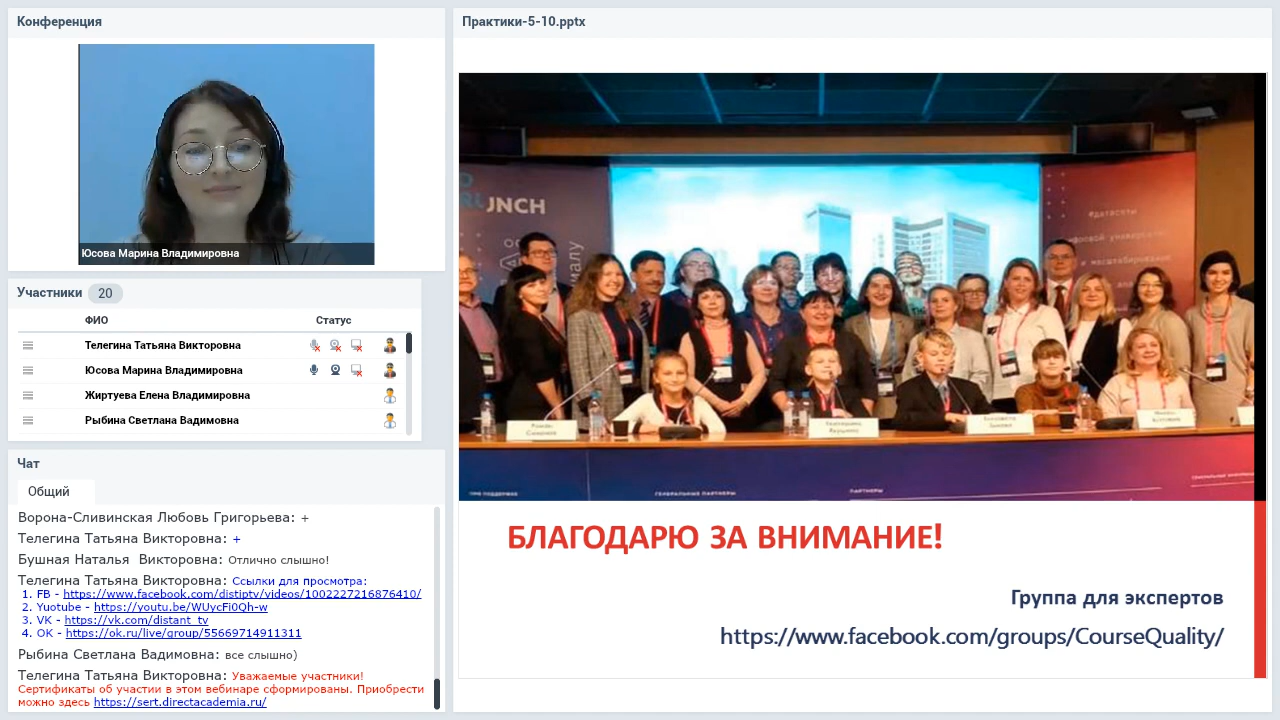 Конференция
Юсова Марина Владимировна
Участники 20
ФИО Статус
Телегина Татьяна Викторовна
Юсова Марина Владимировна
Жиртуева Елена Владимировна
Рыбина Светлана Вадимовна
Чат
Общий
Ворона-Сливинская Любовь Григорьева: +
Телегина Татьяна Викторовна: +
Бушная Наталья Викторовна: Отлично слышно!
Телегина Татьяна Викторовна: Ссылки для просмотра:
1. FB - https://www.facebook.com/distiptv/videos/1002227216876410/
2. Yuotube - https://youtu.be/WUycFi0Qh-w
3. VK - https://vk.com/distant_tv
4. OK - https://ok.ru/live/group/55669714911311
Рыбина Светлана Вадимовна: все слышно)
Телегина Татьяна Викторовна: Уважаемые участники!
Сертификаты об участии в этом вебинаре сформированы. Приобрести
можно здесь https://sert.directacademia.ru/
Практики-5-10.pptx
UNCH
#датасеты
и масштабирование
ГЕНЕРАЛЬНЫЕ ПАРТНЕРЫ
ПАРТНЕРЫ
БЛАГОДАРЮ ЗА ВНИМАНИЕ!
Группа для экспертов
https://www.facebook.com/groups/CourseQuality/